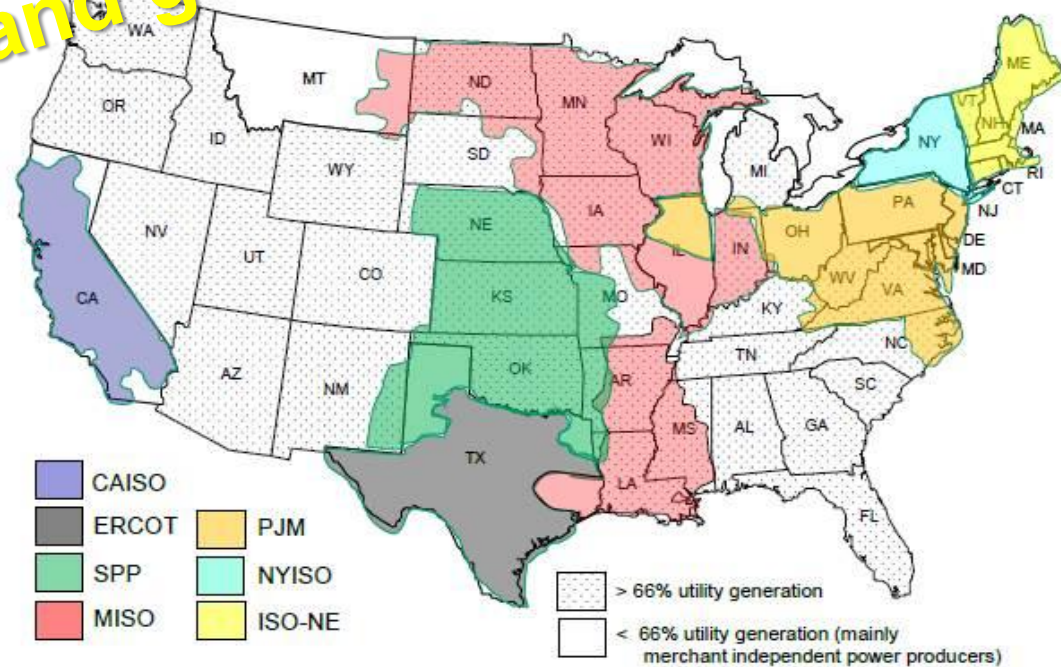 and g
WA
MT
ND
ME
OR
MN
VT
ID
NH
MA
SD
WI
NY
WY
MI
RI
CT
IA
PA
NJ
NE
OH
NV
IL
IN
DE
UT
MD
CO
WV
VA
CA
KS
MO
KY
NC
TN
OK
AZ
AR
NM
SC
MS
AL
GA
TX
LA
FL
CAISO
ERCOT
PJM
SPP
NYISO
MISO
ISO-NE
> 66% utility generation
< 66% utility generation (mainly
merchant independent power producers)